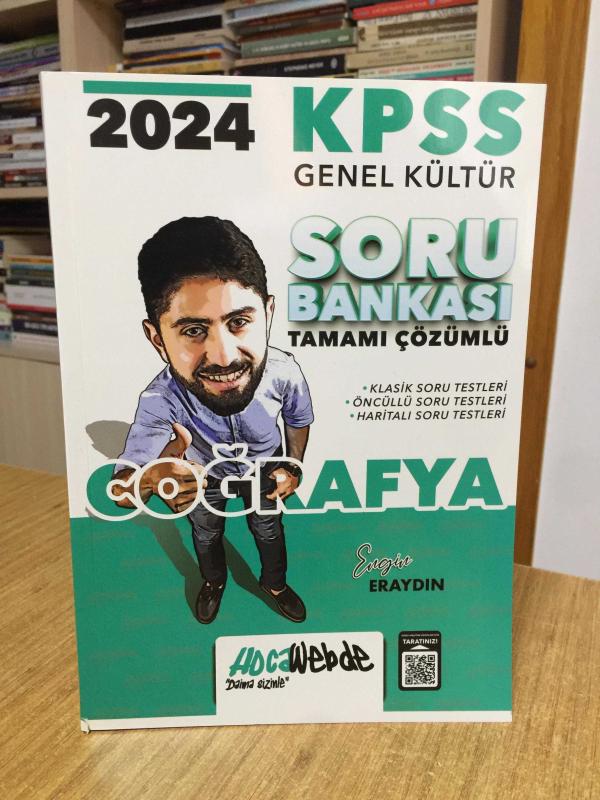 2024
KPSS
GENEL KÜLTÜR
SORU
BANKASI
TAMAMI ÇÖZÜMLÜ
• KLASİK SORU TESTLERİ
• ÖNCÜLLÜ SORU TESTLERİ
• HARİTALI SORU TESTLERİ
COĞRAFYA
Engin
ERAYDIN
HocaWebde
"Daima sizinle"
TARATINIZ!